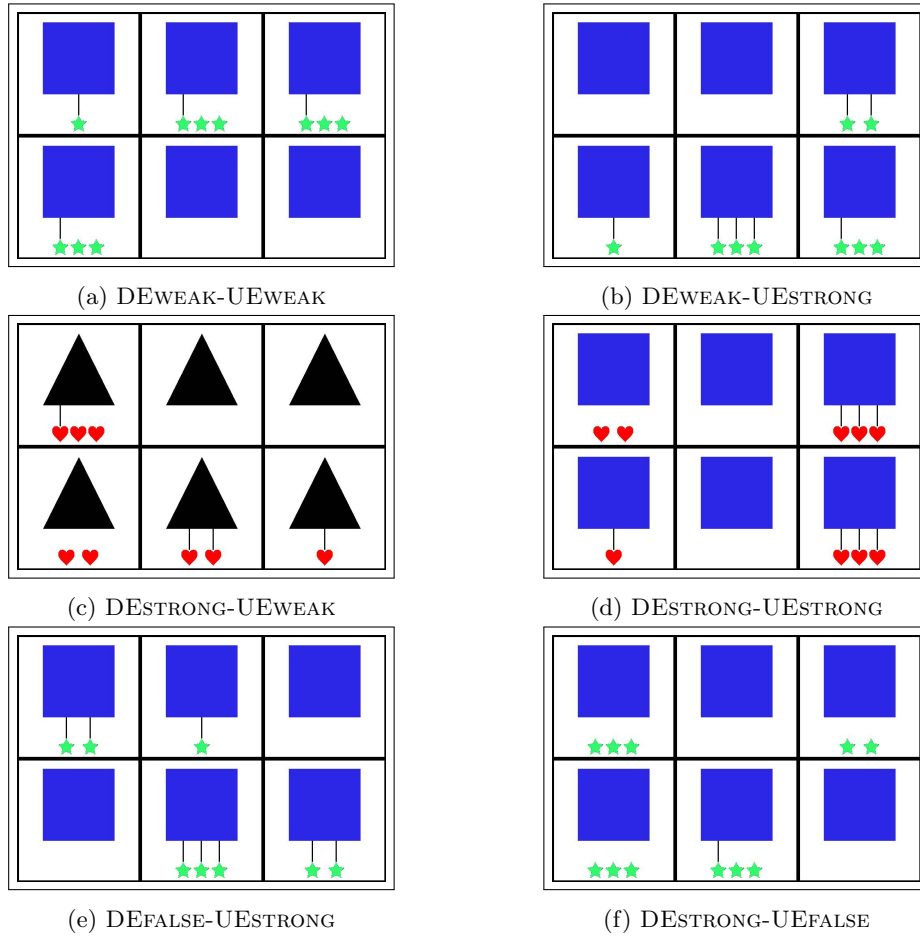 (a) DEWEAK-UEWEAK
(b) DEWEAK-UESTRONG
(c) DESTRONG-UEWEAK
(d) DESTRONG-UESTRONG
(e) DEFALSE-UESTRONG
(f) DESTRONG-UEFALSE